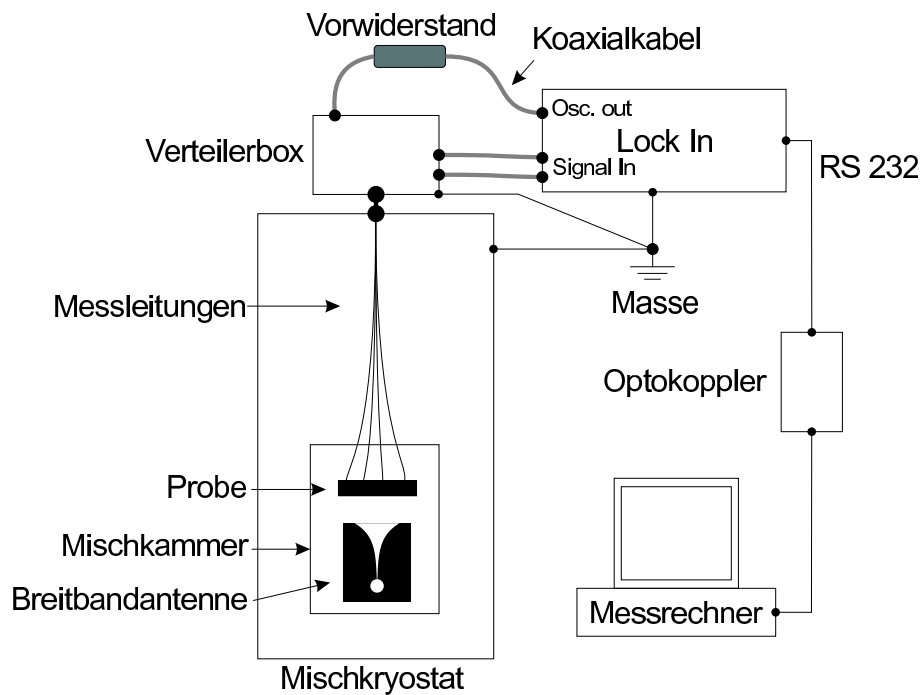 Vorwiderstand
Koaxialkabel
Osc. out
Lock In
Verteilerbox
Signal In
RS 232
Messleitungen
Masse
Optokoppler
Probe
Mischkammer
Breitbandantenne
Messrechner
Mischkryostat